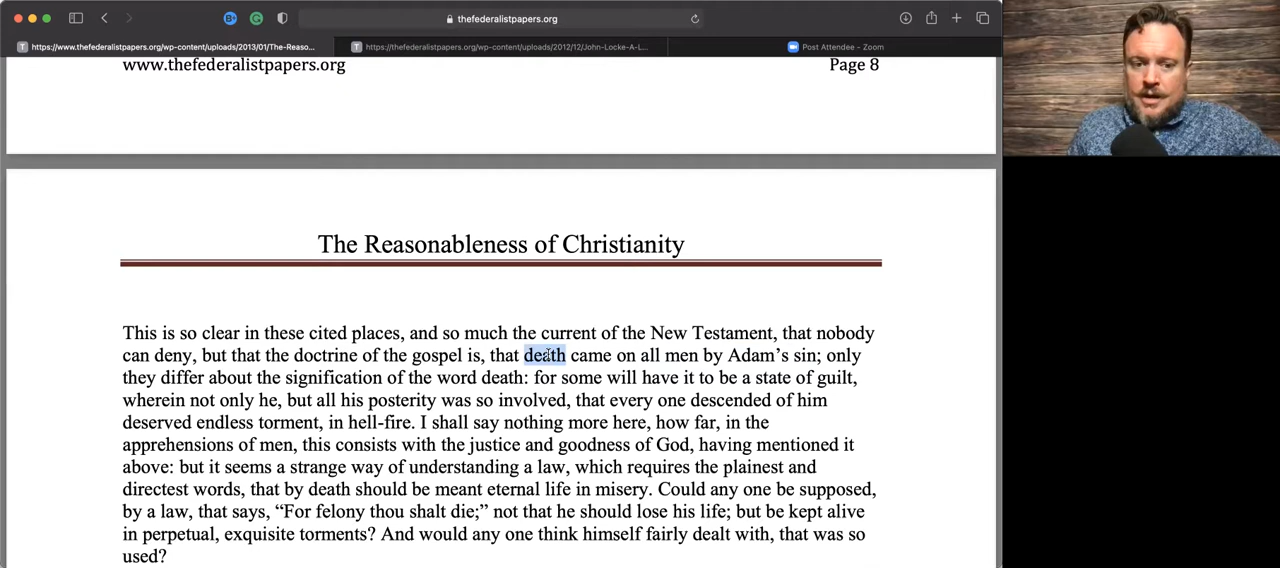 thefederalistpapers.org
https://www.thefederalistpapers.org/wp-content/uploads/2013/01/The-Reaso...
https://thefederalistpapers.org/wp-content/uploads/2012/12/John-Locke-A-L...
Post Attendee - Zoom
www.thefederalistpapers.org Page 8
The Reasonableness of Christianity
This is so clear in these cited places, and so much the current of the New Testament, that nobody
can deny, but that the doctrine of the gospel is, that death came on all men by Adam's sin; only
they differ about the signification of the word death: for some will have it to be a state of guilt,
wherein not only he, but all his posterity was so involved, that every one descended of him
deserved endless torment, in hell-fire. I shall say nothing more here, how far, in the
apprehensions of men, this consists with the justice and goodness of God, having mentioned it
above: but it seems a strange way of understanding a law, which requires the plainest and
directest words, that by death should be meant eternal life in misery. Could any one be supposed,
by a law, that says, “For felony thou shalt die;” not that he should lose his life; but be kept alive
in perpetual, exquisite torments? And would any one think himself fairly dealt with, that was so
used?